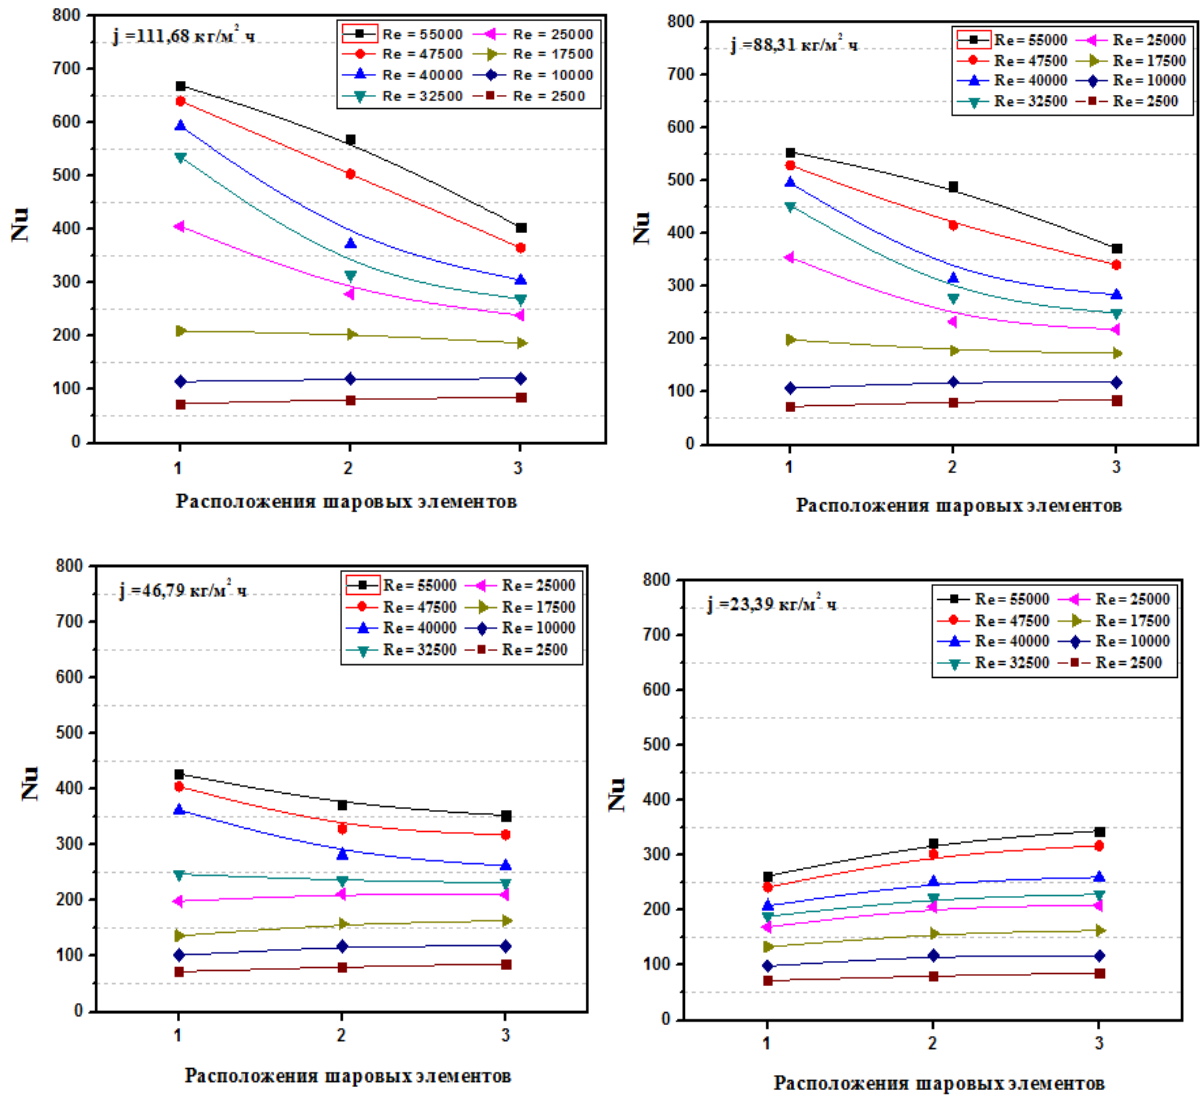 j =111,68 кг/м² ч
Re = 55000 Re = 25000
Re = 47500 Re = 17500
Re = 40000 Re = 10000
Re = 32500 Re = 2500
800
700
600
500
400
300
200
100
0
Nu
1 2 3
Расположения шаровых элементов
j =88,31 кг/м² ч
Re = 55000 Re = 25000
Re = 47500 Re = 17500
Re = 40000 Re = 10000
Re = 32500 Re = 2500
800
700
600
500
400
300
200
100
0
Nu
1 2 3
Расположения шаровых элементов
j =46,79 кг/м² ч
Re = 55000 Re = 25000
Re = 47500 Re = 17500
Re = 40000 Re = 10000
Re = 32500 Re = 2500
800
700
600
500
400
300
200
100
0
Nu
1 2 3
Расположения шаровых элементов
j =23,39 кг/м² ч
Re = 55000 Re = 25000
Re = 47500 Re = 17500
Re = 40000 Re = 10000
Re = 32500 Re = 2500
800
700
600
500
400
300
200
100
0
Nu
1 2 3
Расположения шаровых элементов